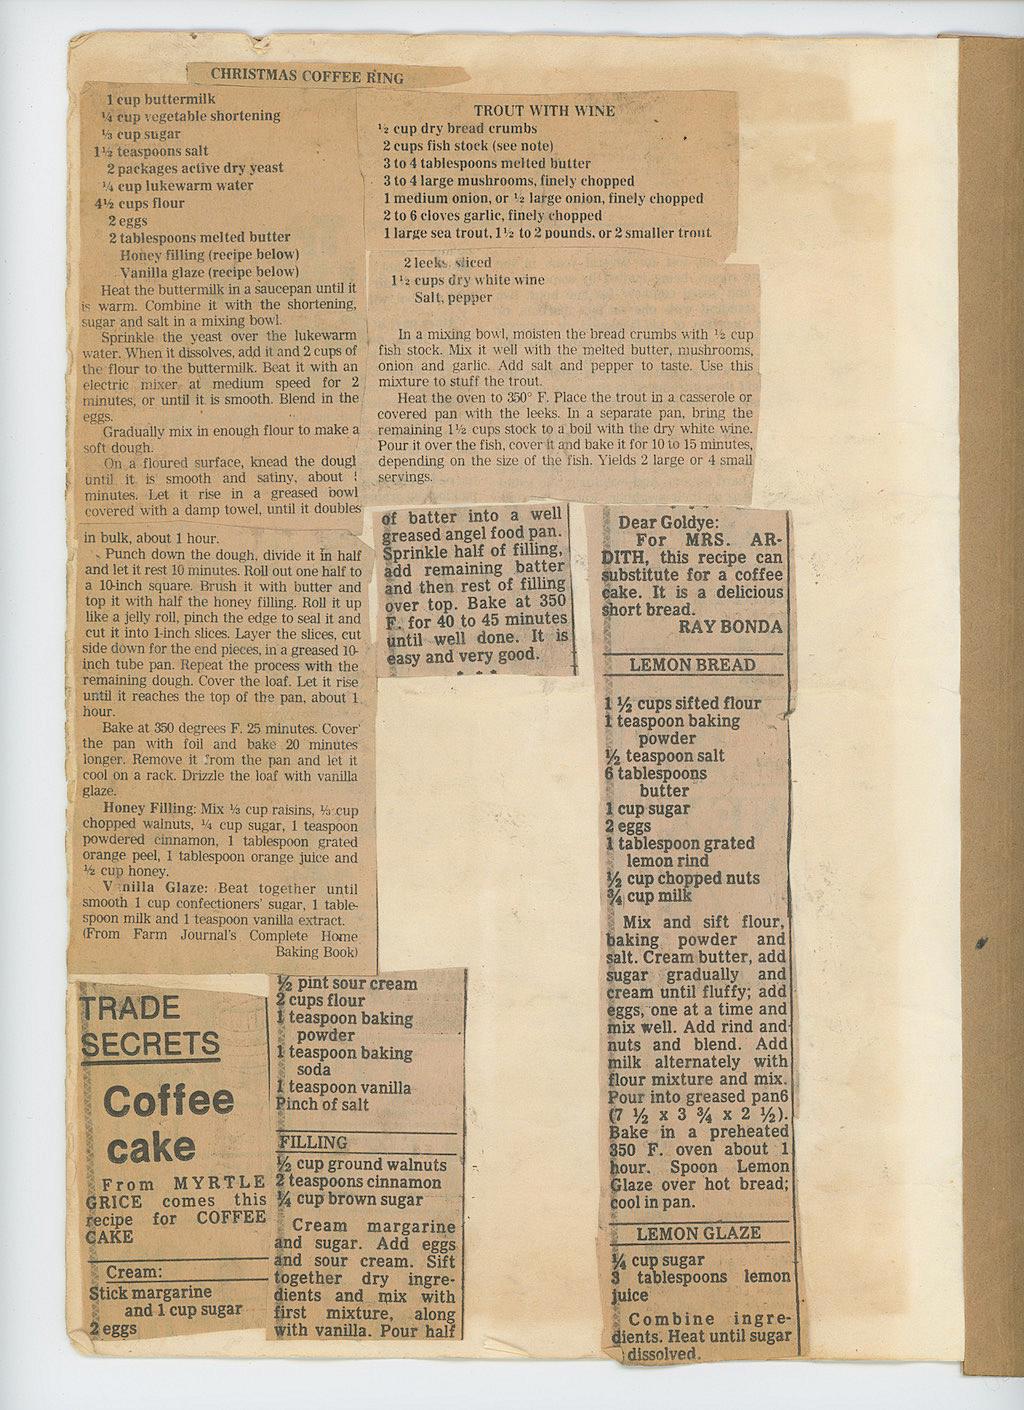 CHRISTMAS COFFEE RING
1 cup buttermilk
¼ cup vegetable shortening
⅓ cup sugar
1½ teaspoons salt
2 packages active dry yeast
¼ cup lukewarm water
4½ cups flour
2 eggs
2 tablespoons melted butter
Honey filling (recipe below)
Vanilla glaze (recipe below)
Heat the buttermilk in a saucepan until it
is warm. Combine it with the shortening,
sugar and salt in a mixing bowl.
Sprinkle the yeast over the lukewarm
water. When it dissolves, add it and 2 cups of
the flour to the buttermilk. Beat it with an
electric mixer at medium speed for 2
minutes, or until it is smooth. Blend in the
eggs.
Gradually mix in enough flour to make a
soft dough.
On a floured surface, knead the dough
until it is smooth and satiny, about
minutes. Let it rise in a greased bowl
covered with a damp towel, until it doubles
in bulk, about 1 hour.
Punch down the dough, divide it in half
and let it rest 10 minutes. Roll out one half to
a 10-inch square. Brush it with butter and
top it with half the honey filling. Roll it up
like a jelly roll, pinch the edge to seal it and
cut it into 1-inch slices. Layer the slices, cut
side down for the end pieces, in a greased 10-
inch tube pan. Repeat the process with the
remaining dough. Cover the loaf. Let it rise
until it reaches the top of the pan, about 1
hour.
Bake at 350 degrees F. 25 minutes. Cover
the pan with foil and bake 20 minutes
longer. Remove it from the pan and let it
cool on a rack. Drizzle the loaf with vanilla
glaze.
Honey Filling: Mix ⅓ cup raisins, ⅓ cup
chopped walnuts, ¼ cup sugar, 1 teaspoon
powdered cinnamon, 1 tablespoon grated
orange peel, 1 tablespoon orange juice and
½ cup honey.
Vanilla Glaze: Beat together until
smooth 1 cup confectioners' sugar, 1 table-
spoon milk and 1 teaspoon vanilla extract.
(From Farm Journal's Complete Home
Baking Book)
TROUT WITH WINE
½ cup dry bread crumbs
2 cups fish stock (see note)
3 to 4 tablespoons melted butter
3 to 4 large mushrooms, finely chopped
1 medium onion, or ½ large onion, finely chopped
2 to 6 cloves garlic, finely chopped
1 large sea trout, 1½ to 2 pounds, or 2 smaller trout
2 leeks, sliced
1½ cups dry white wine
Salt, pepper
In a mixing bowl, moisten the bread crumbs with ½ cup
fish stock. Mix it well with the melted butter, mushrooms,
onion and garlic. Add salt and pepper to taste. Use this
mixture to stuff the trout.
Heat the oven to 350° F. Place the trout in a casserole or
covered pan with the leeks. In a separate pan, bring the
remaining 1½ cups stock to a boil with the dry white wine.
Pour it over the fish, cover it and bake it for 10 to 15 minutes,
depending on the size of the fish. Yields 2 large or 4 small
servings.
TRADE
SECRETS
Coffee
cake
From MYRTLE
GRICE comes this
recipe for COFFEE
CAKE
Cream:
Stick margarine
and 1 cup sugar
2 eggs
½ pint sour cream
2 cups flour
1 teaspoon baking
powder
1 teaspoon baking
soda
1 teaspoon vanilla
Pinch of salt
FILLING
½ cup ground walnuts
2 teaspoons cinnamon
¼ cup brown sugar
Cream margarine
and sugar. Add eggs
and sour cream. Sift
together dry ingre-
dients and mix with
first mixture, along
with vanilla. Pour half
of batter into a well
greased angel food pan.
Sprinkle half of filling,
add remaining batter
and then rest of filling
over top. Bake at 350
F. for 40 to 45 minutes
until well done. It is
easy and very good.
* * *
Dear Goldye:
For MRS. AR-
DITH, this recipe can
substitute for a coffee
cake. It is a delicious
short bread.
RAY BONDA
LEMON BREAD
1 ½ cups sifted flour
1 teaspoon baking
powder
½ teaspoon salt
6 tablespoons
butter
1 cup sugar
2 eggs
1 tablespoon grated
lemon rind
½ cup chopped nuts
¾ cup milk
Mix and sift flour,
baking powder and
salt. Cream butter, add
sugar gradually and
cream until fluffy; add
eggs, one at a time and
mix well. Add rind and
nuts and blend. Add
milk alternately with
flour mixture and mix.
Pour into greased pan6
(7 ½ x 3 ¾ x 2 ½).
Bake in a preheated
350 F. oven about 1
hour. Spoon Lemon
Glaze over hot bread;
cool in pan.
LEMON GLAZE
¼ cup sugar
3 tablespoons lemon
juice
Combine ingre-
dients. Heat until sugar
dissolved.